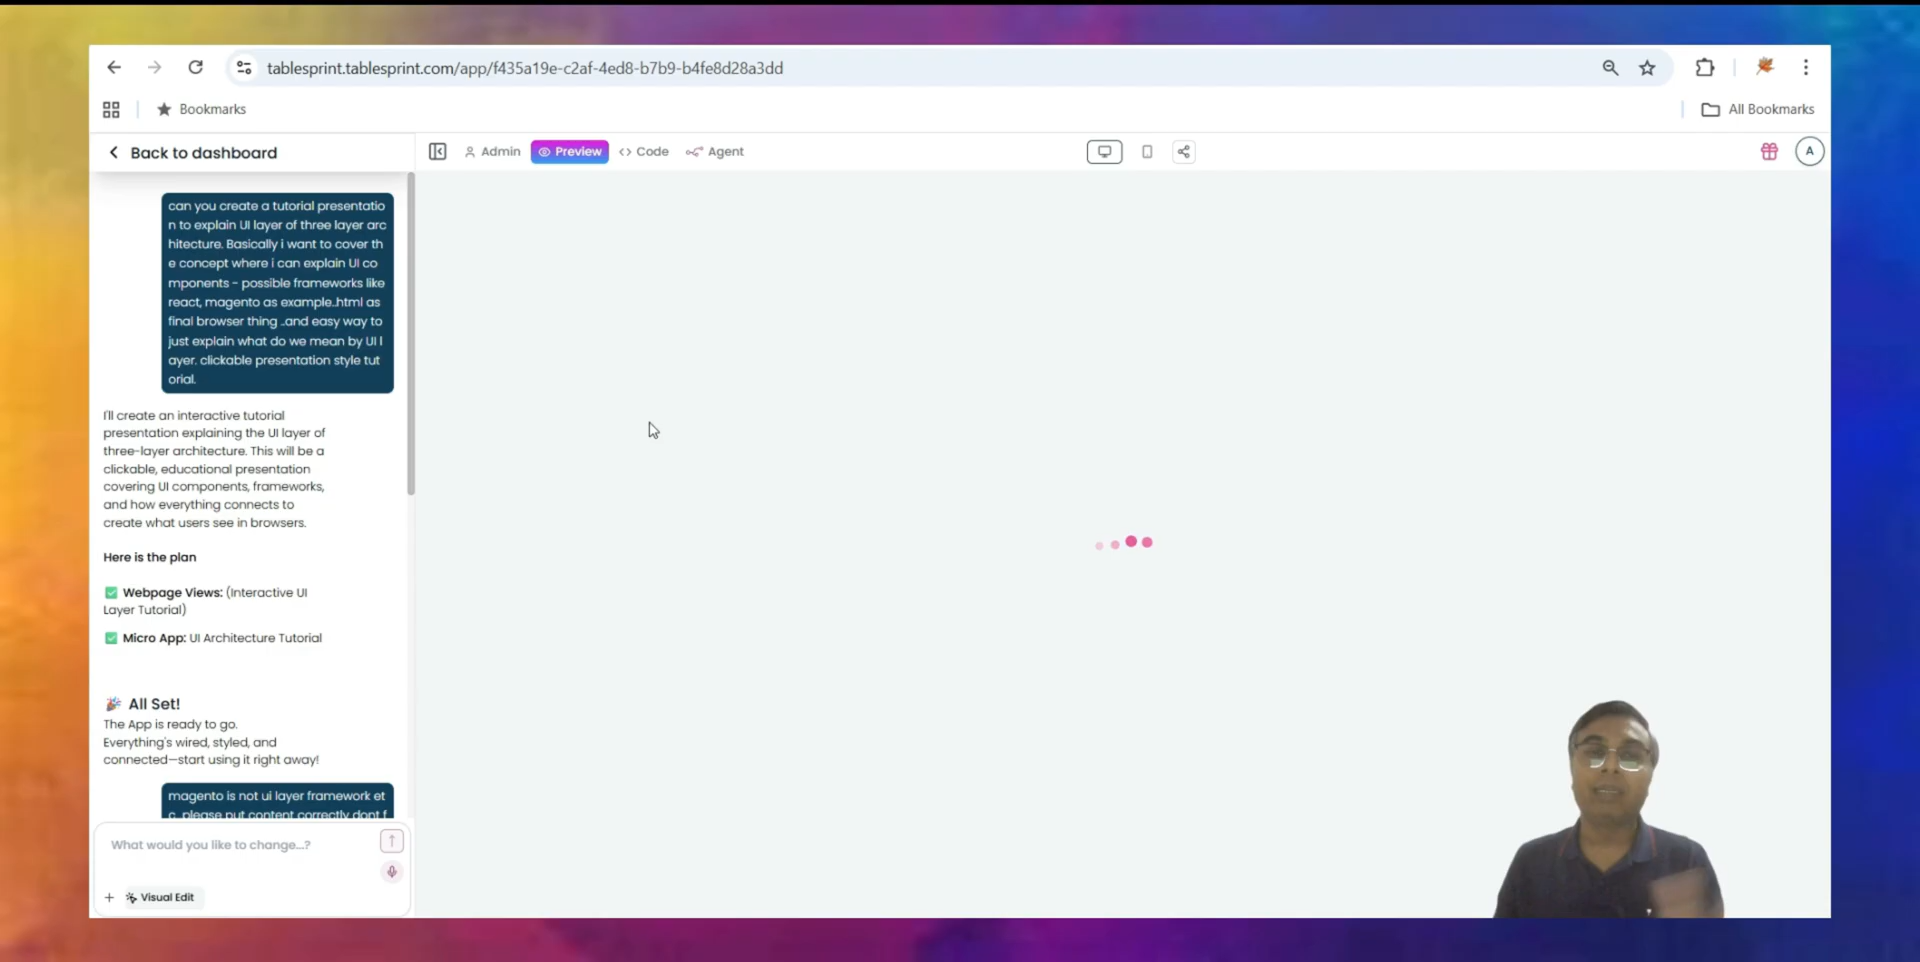 tablesprint.tablesprint.com/app/f435a19e-c2af-4ed8-b7b9-b4fe8d28a3dd
Bookmarks
All Bookmarks
Back to dashboard
Admin
Preview
Code
Agent
A
can you create a tutorial presentatio
n to explain UI layer of three layer arc
hitecture. Basically i want to cover th
e concept where i can explain UI co
mponents - possible frameworks like
react, magento as example..html as
final browser thing ..and easy way to
just explain what do we mean by UI l
ayer. clickable presentation style tut
orial.
I'll create an interactive tutorial
presentation explaining the UI layer of
three-layer architecture. This will be a
clickable, educational presentation
covering UI components, frameworks,
and how everything connects to
create what users see in browsers.
Here is the plan
Webpage Views: (Interactive UI
Layer Tutorial)
Micro App: UI Architecture Tutorial
All Set!
The App is ready to go.
Everything's wired, styled, and
connected—start using it right away!
magento is not ui layer framework et
c..please put content correctly dont f
What would you like to change...?
Visual Edit